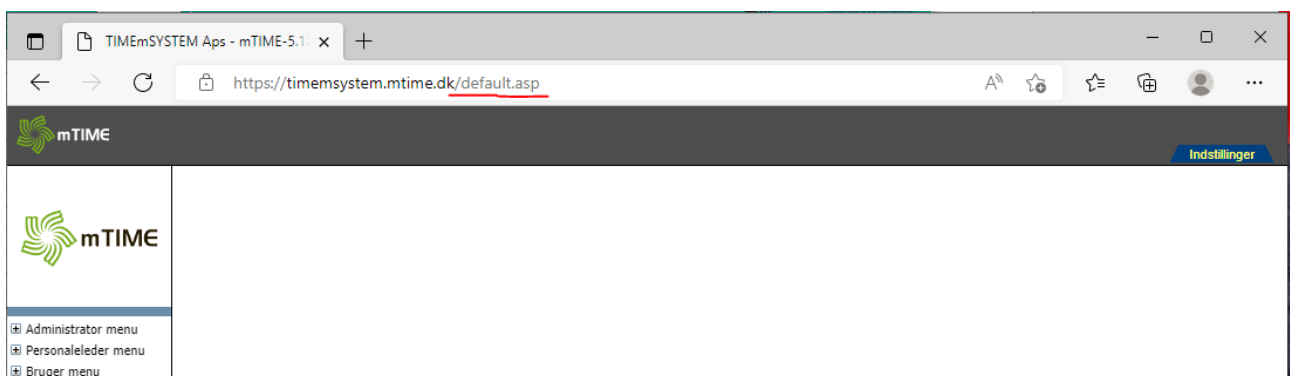 TIMEmSYSTEM Aps - mTIME-5.1
https://timemsystem.mtime.dk/default.asp
mTIME
Indstillinger
mTIME
Administrator menu
Personaleleder menu
Bruger menu